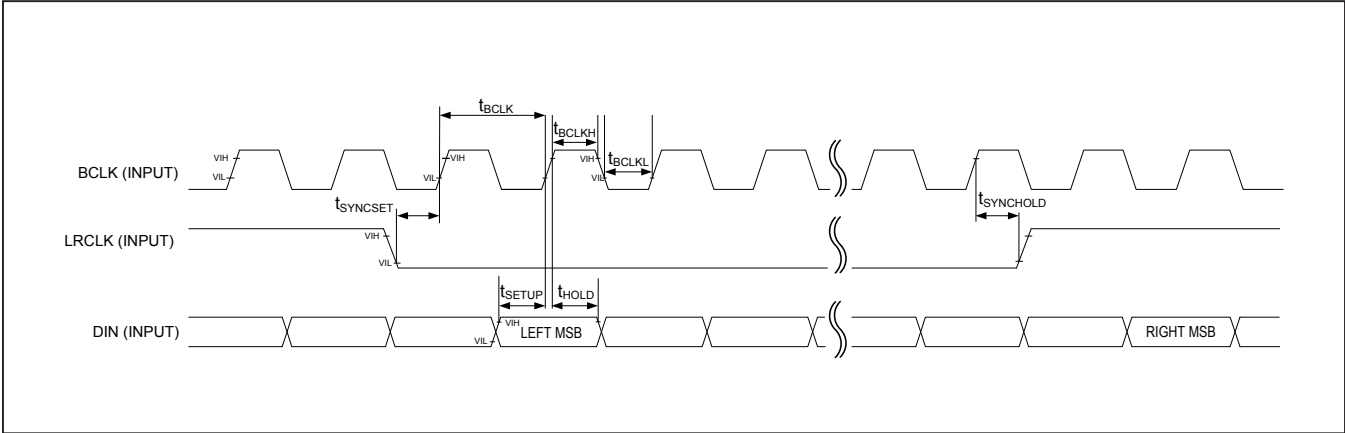 tBCLK
tBCLKH
VIH
VIH
VIH
BCLK (INPUT)
VIL
VIL
VIL
tBCLKL
tSYNCSET
tSYNCHOLD
LRCLK (INPUT)
VIH
VIL
tSETUP
tHOLD
VIH
DIN (INPUT)
LEFT MSB
RIGHT MSB
VIL